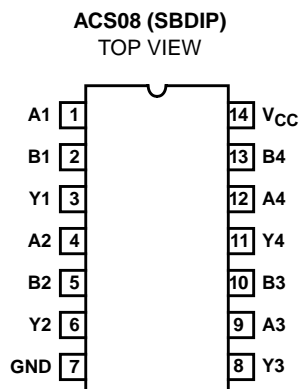 ACS08 (SBDIP)
TOP VIEW
A1 1 14 VCC
B1 2 13 B4
Y1 3 12 A4
A2 4 11 Y4
B2 5 10 B3
Y2 6 9 A3
GND 7 8 Y3